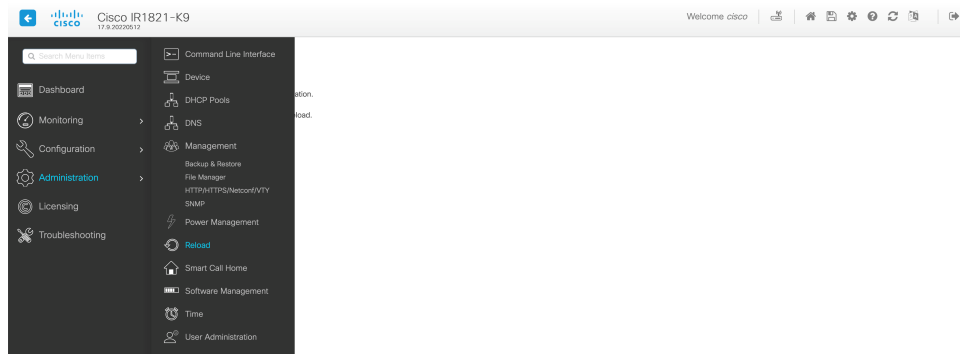 CISCO
Cisco IR1821-K9
17.9.20220512
Welcome cisco
Search Menu Items
Dashboard
Monitoring
Configuration
Administration
Licensing
Troubleshooting
Command Line Interface
Device
DHCP Pools
DNS
Management
Backup & Restore
File Manager
HTTP/HTTPS/Netconf/VTY
SNMP
Power Management
Reload
Smart Call Home
Software Management
Time
User Administration
ation.
load.